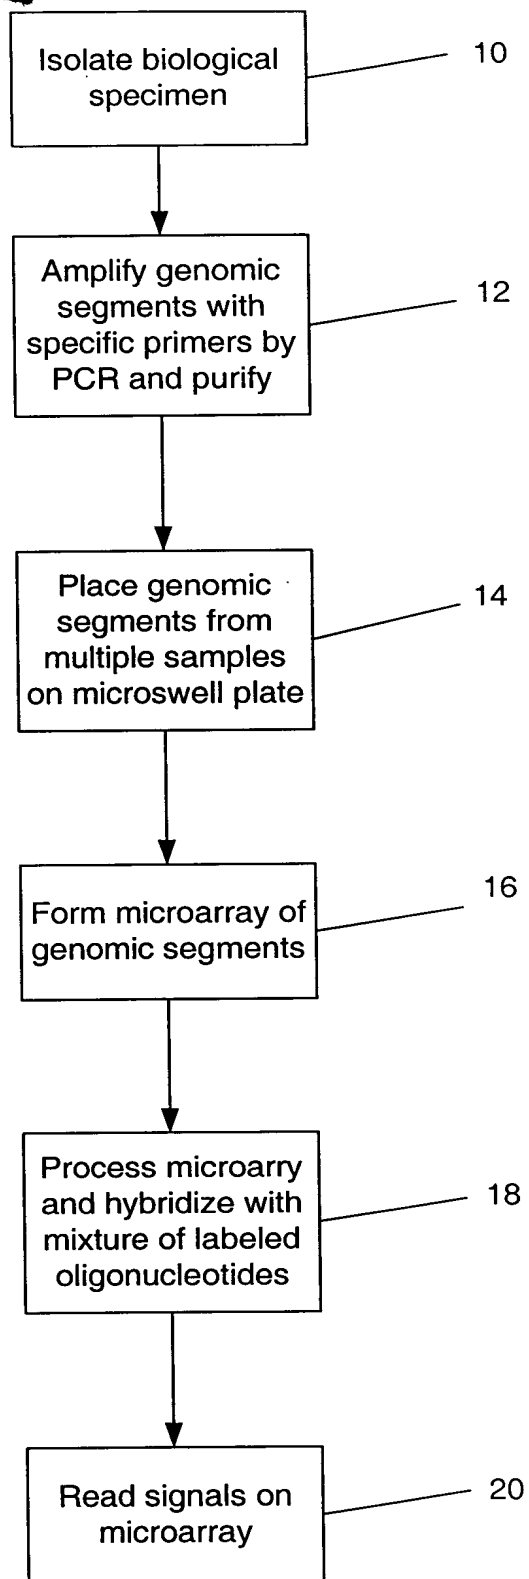 Isolate biological
specimen
10
Amplify genomic
segments with
specific primers by
PCR and purify
12
Place genomic
segments from
multiple samples
on microswell plate
14
Form microarray of
genomic segments
16
Process microarry
and hybridize with
mixture of labeled
oligonucleotides
18
Read signals on
microarray
20